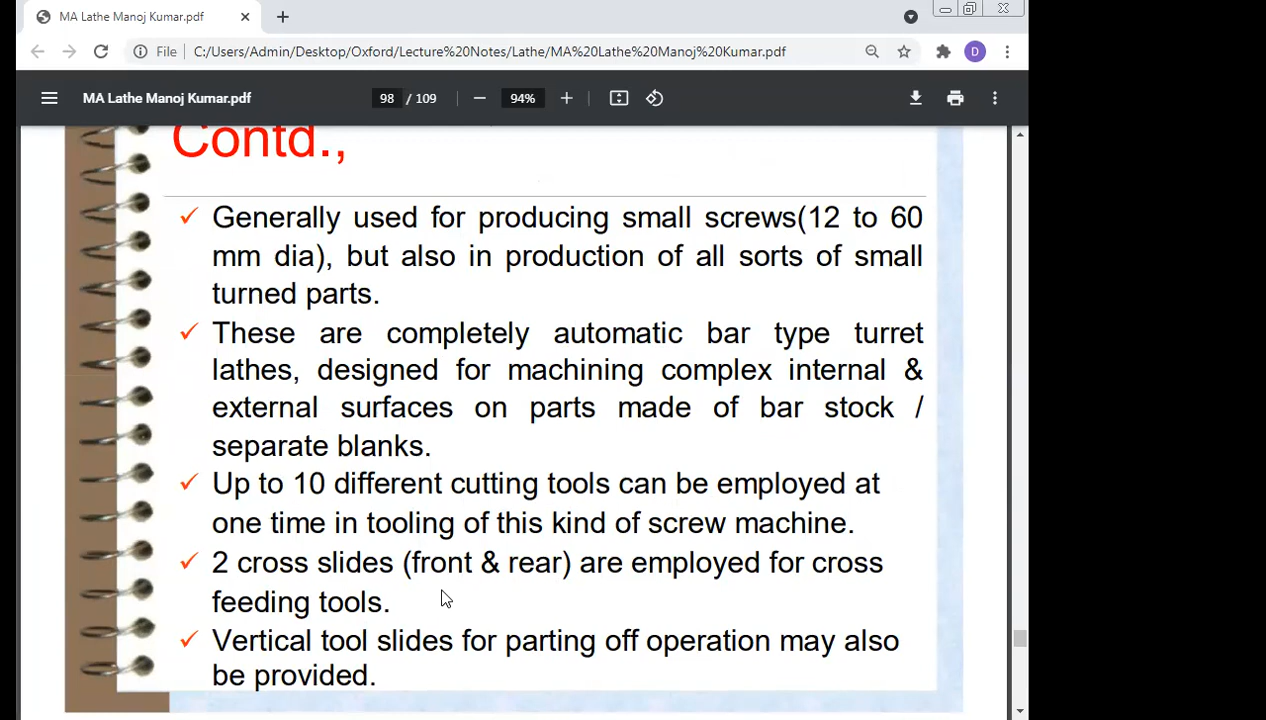 MA Lathe Manoj Kumar.pdf
File C:/Users/Admin/Desktop/Oxford/Lecture%20Notes/Lathe/MA%20Lathe%20Manoj%20Kumar.pdf
D
MA Lathe Manoj Kumar.pdf 98 / 109 94%
Contd.,
Generally used for producing small screws(12 to 60
mm dia), but also in production of all sorts of small
turned parts.
These are completely automatic bar type turret
lathes, designed for machining complex internal &
external surfaces on parts made of bar stock /
separate blanks.
Up to 10 different cutting tools can be employed at
one time in tooling of this kind of screw machine.
2 cross slides (front & rear) are employed for cross
feeding tools.
Vertical tool slides for parting off operation may also
be provided.